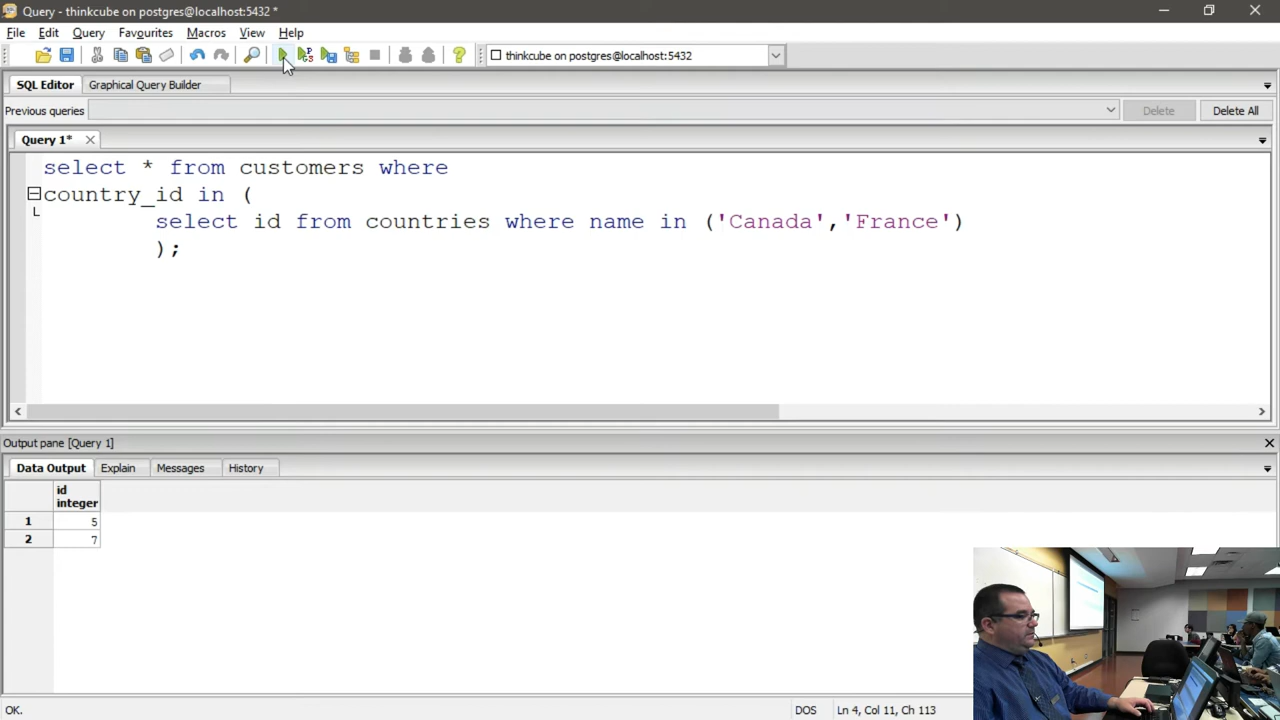 Query - thinkcube on postgres@localhost:5432 *
File Edit Query Favourites Macros View Help
thinkcube on postgres@localhost:5432
SQL Editor Graphical Query Builder
Previous queries Delete Delete All
Query 1*
select * from customers where
country_id in (
select id from countries where name in ('Canada','France')
);
Output pane [Query 1]
Data Output Explain Messages History
id
integer
1 5
2 7
OK. DOS Ln 4, Col 11, Ch 113